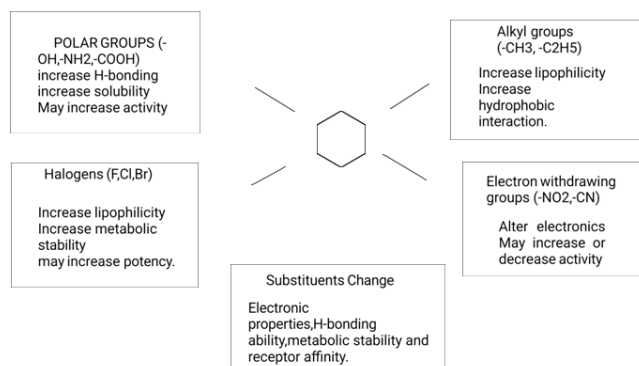 POLAR GROUPS (-
OH,-NH2,-COOH)
increase H-bonding
increase solubility
May increase activity
Alkyl groups
(-CH3, -C2H5)
Increase lipophilicity
Increase
hydrophobic
interaction.
Halogens (F,Cl,Br)
Increase lipophilicity
Increase metabolic
stability
may increase potency.
Electron withdrawing
groups (-NO2,-CN)
Alter electronics
May increase or
decrease activity
Substituents Change
Electronic
properties,H-bonding
ability,metabolic stability and
receptor affinity.